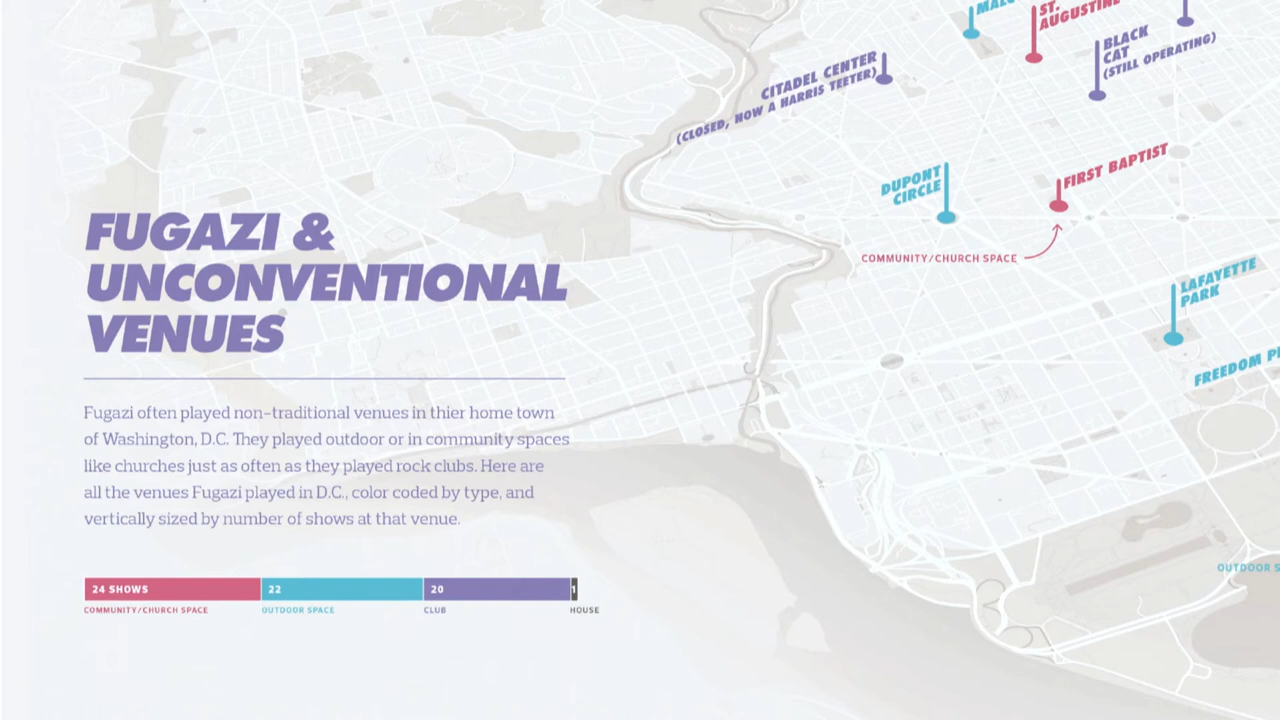 FUGAZI &
UNCONVENTIONAL
VENUES
Fugazi often played non-traditional venues in thier home town
of Washington, D.C. They played outdoor or in community spaces
like churches just as often as they played rock clubs. Here are
all the venues Fugazi played in D.C., color coded by type, and
vertically sized by number of shows at that venue.
24 SHOWS
22
20
1
COMMUNITY/CHURCH SPACE
OUTDOOR SPACE
CLUB
HOUSE
ST.
AUGUSTINE
BLACK
CAT
(STILL OPERATING)
CITADEL CENTER
(CLOSED, NOW A HARRIS TEETER)
DUPONT
CIRCLE
FIRST BAPTIST
COMMUNITY/CHURCH SPACE
LAFAYETTE
PARK
FREEDOM
OUTDOOR